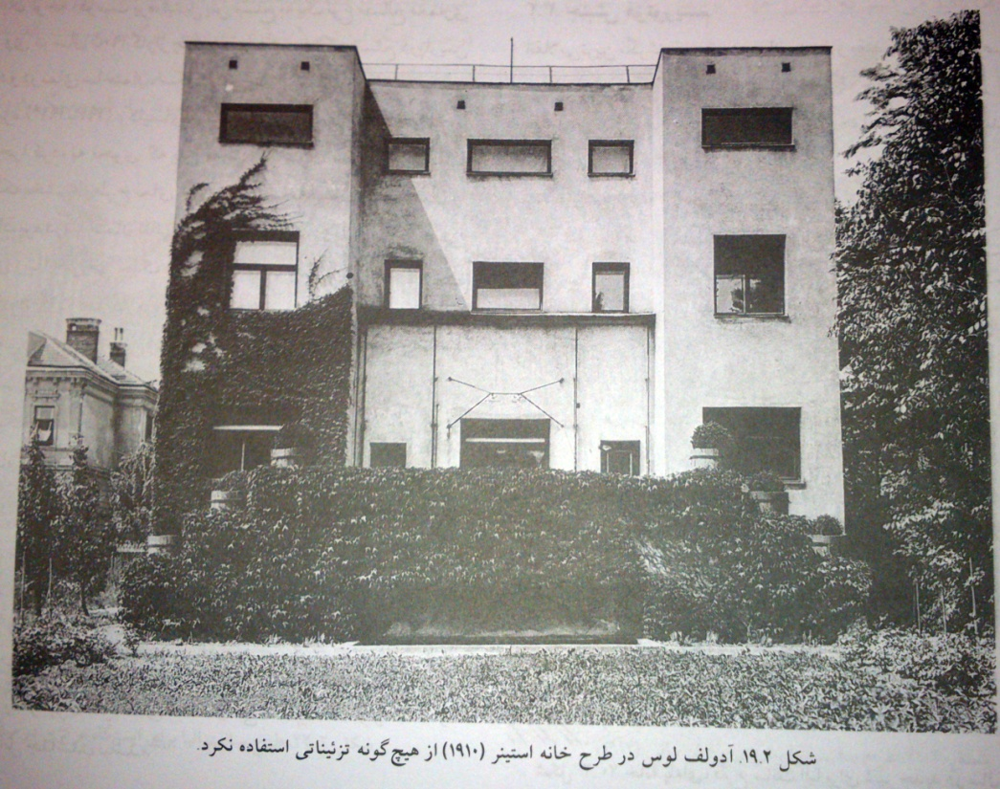 شکل ۱۹.۲. آدولف لوس در طرح خانه استینر (۱۹۱۰) از هیچ‌گونه تزئیناتی استفاده نکرد.